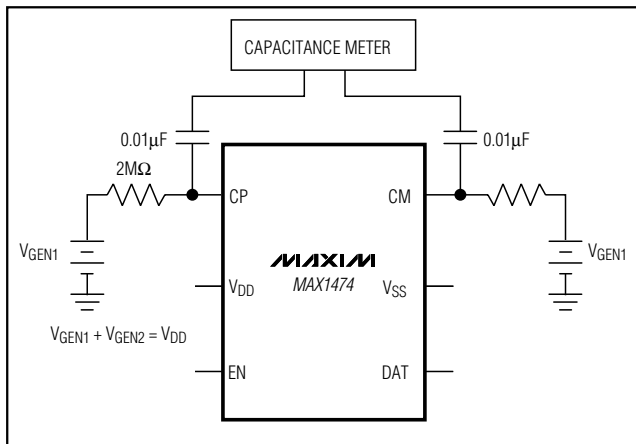 CAPACITANCE METER
0.01µF
0.01µF
2MΩ
CP
CM
VGEN1
VGEN1
MAXIM
MAX1474
VDD
VSS
VGEN1 + VGEN2 = VDD
EN
DAT